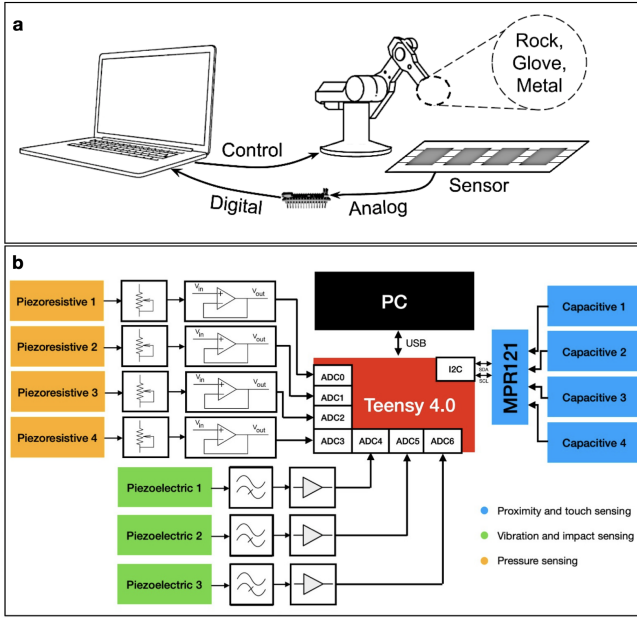 a
Rock,
Glove,
Metal
Control
Digital
Analog
Sensor
b
Piezoresistive 1
Vin
Vout
Piezoresistive 2
Vin
Vout
Piezoresistive 3
Vin
Vout
Piezoresistive 4
Vin
Vout
PC
USB
Teensy 4.0
ADC0
ADC1
ADC2
ADC3
ADC4
ADC5
ADC6
I2C
SDA
SCL
MPR121
Capacitive 1
Capacitive 2
Capacitive 3
Capacitive 4
Piezoelectric 1
Piezoelectric 2
Piezoelectric 3
Proximity and touch sensing
Vibration and impact sensing
Pressure sensing